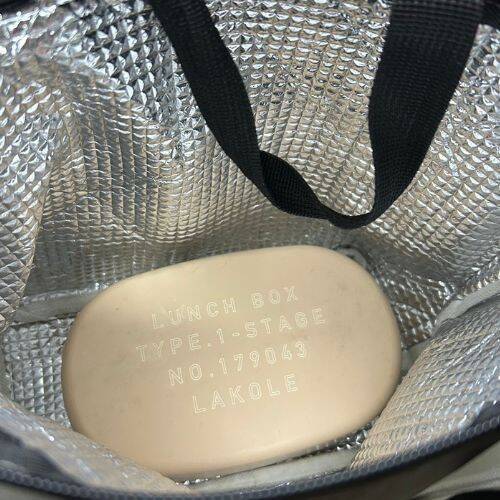 LUNCH BOX
TYPE.1-STAGE
NO.179043
LAKOLE